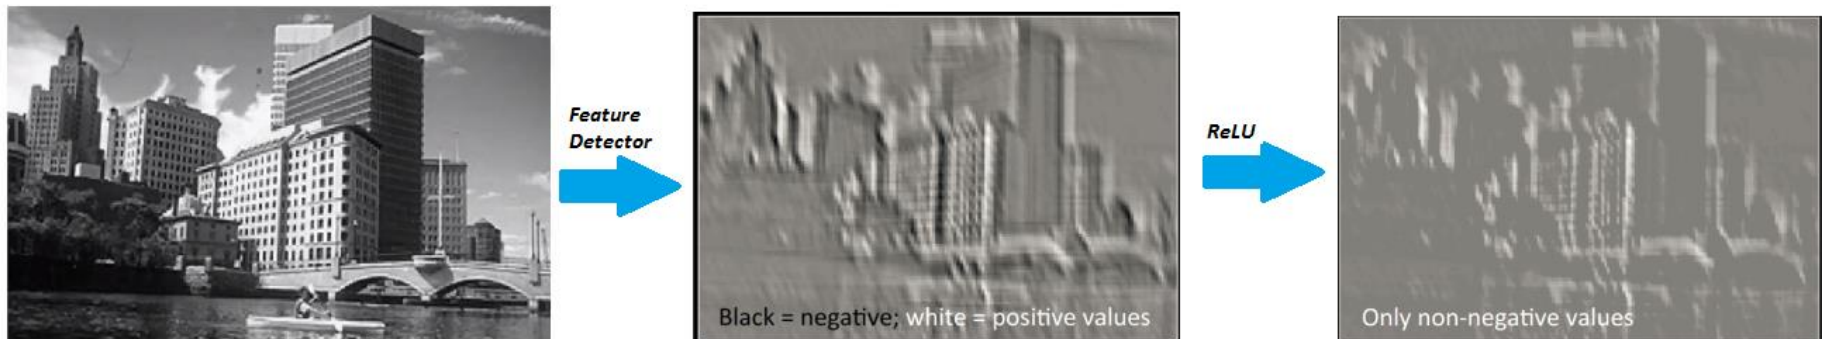 Feature
Detector
ReLU
Black = negative; white = positive values
Only non-negative values